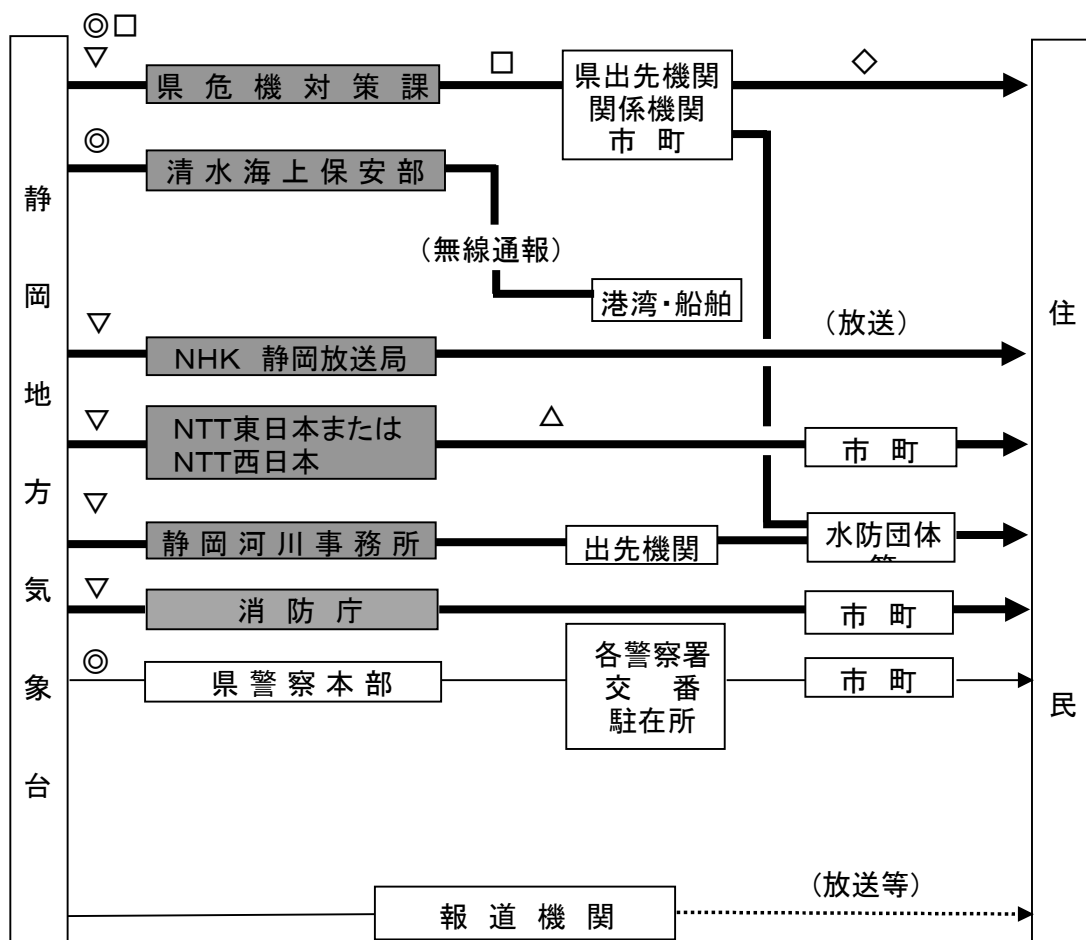 ◎□
▽
県危機対策課
□
県出先機関
関係機関
市町
◇
◎
清水海上保安部
(無線通報)
港湾・船舶
静岡地方気象台
住民
▽
NHK 静岡放送局
(放送)
▽
NTT東日本または
NTT西日本
△
市町
▽
静岡河川事務所
出先機関
水防団体
▽
消防庁
市町
◎
県警察本部
各警察署
交番
駐在所
市町
報道機関
(放送等)